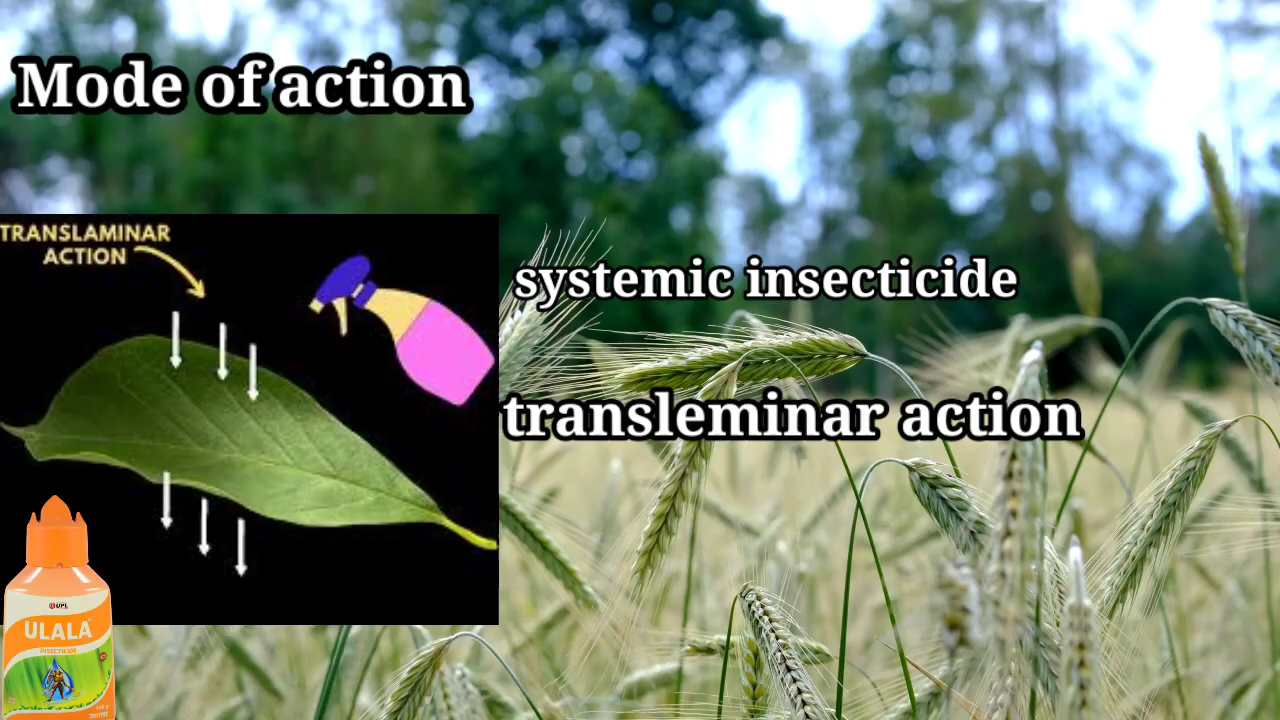 Mode of action
TRANSLAMINAR
ACTION
systemic insecticide
transleminar action
UPL
ULALA
INSECTICIDE